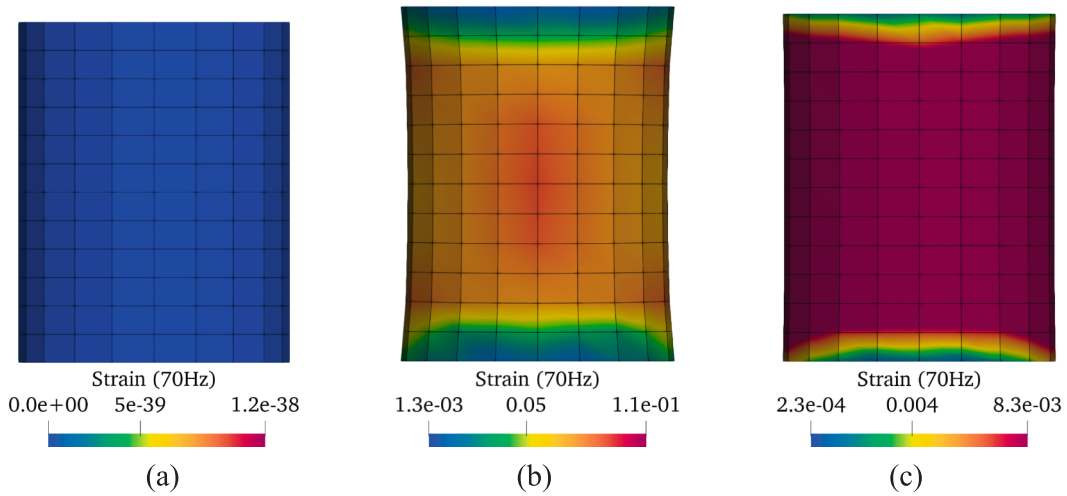 Strain (70Hz)
0.0e+00 5e-39 1.2e-38
(a)
Strain (70Hz)
1.3e-03 0.05 1.1e-01
(b)
Strain (70Hz)
2.3e-04 0.004 8.3e-03
(c)